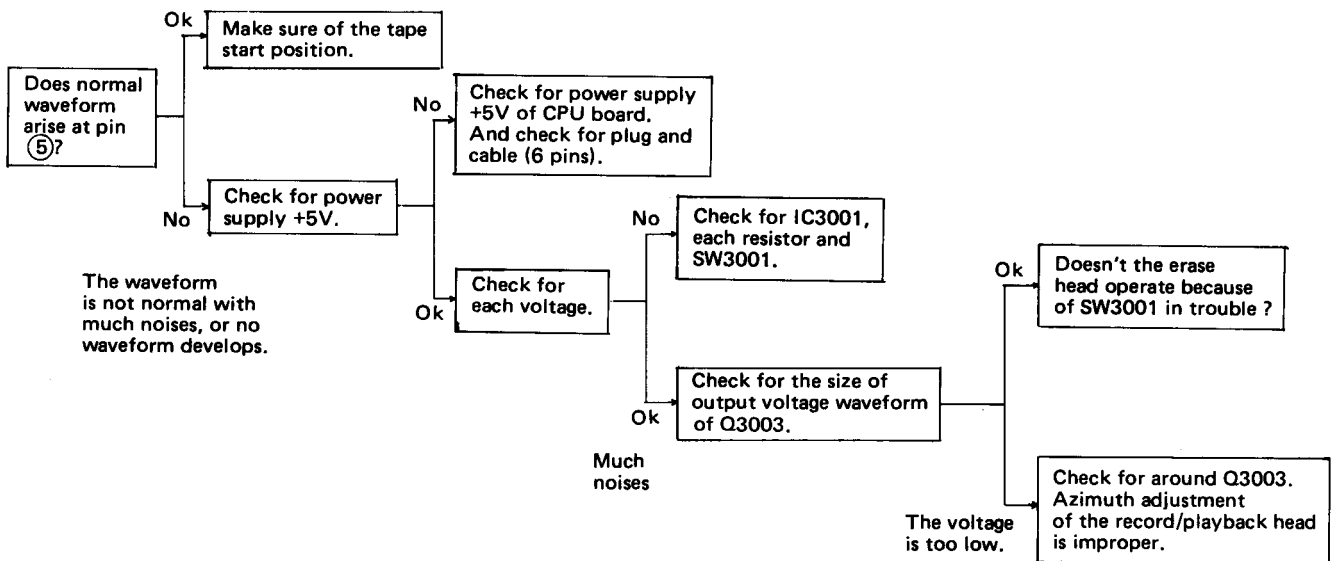 Ok
Make sure of the tape
start position.
Does normal
waveform
arise at pin
⑤?
No
Check for power supply
+5V of CPU board.
And check for plug and
cable (6 pins).
No
Check for power
supply +5V.
The waveform
is not normal with
much noises, or no
waveform develops.
Ok
Check for
each voltage.
No
Check for IC3001,
each resistor and
SW3001.
Ok
Check for the size of
output voltage waveform
of Q3003.
Much
noises
Ok
Doesn't the erase
head operate because
of SW3001 in trouble ?
The voltage
is too low.
Check for around Q3003.
Azimuth adjustment
of the record/playback head
is improper.